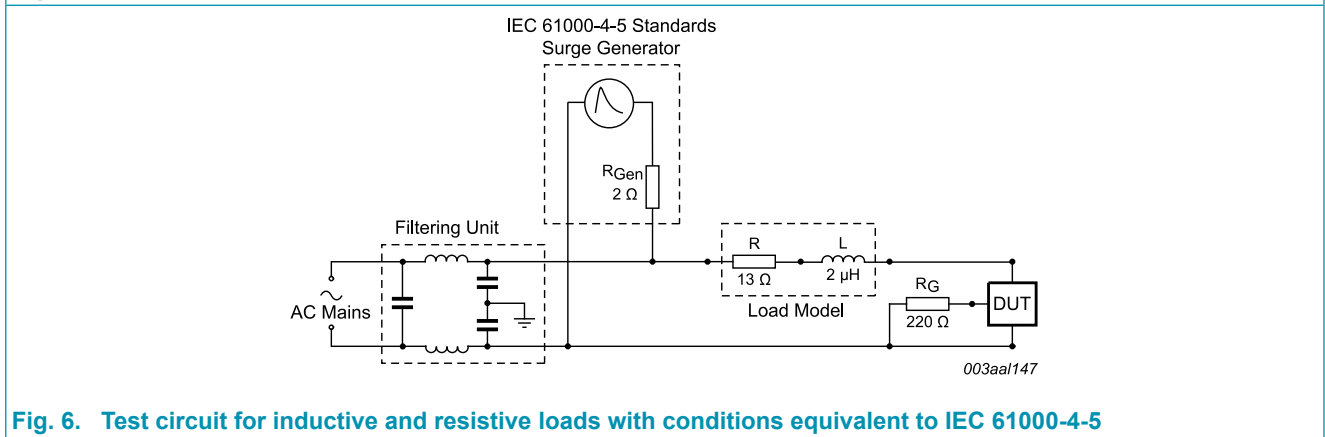 IEC 61000-4-5 Standards
Surge Generator
RGen
2 Ω
Filtering Unit
AC Mains
R
13 Ω
L
2 μH
Load Model
RG
220 Ω
DUT
003aal147
Fig. 6. Test circuit for inductive and resistive loads with conditions equivalent to IEC 61000-4-5